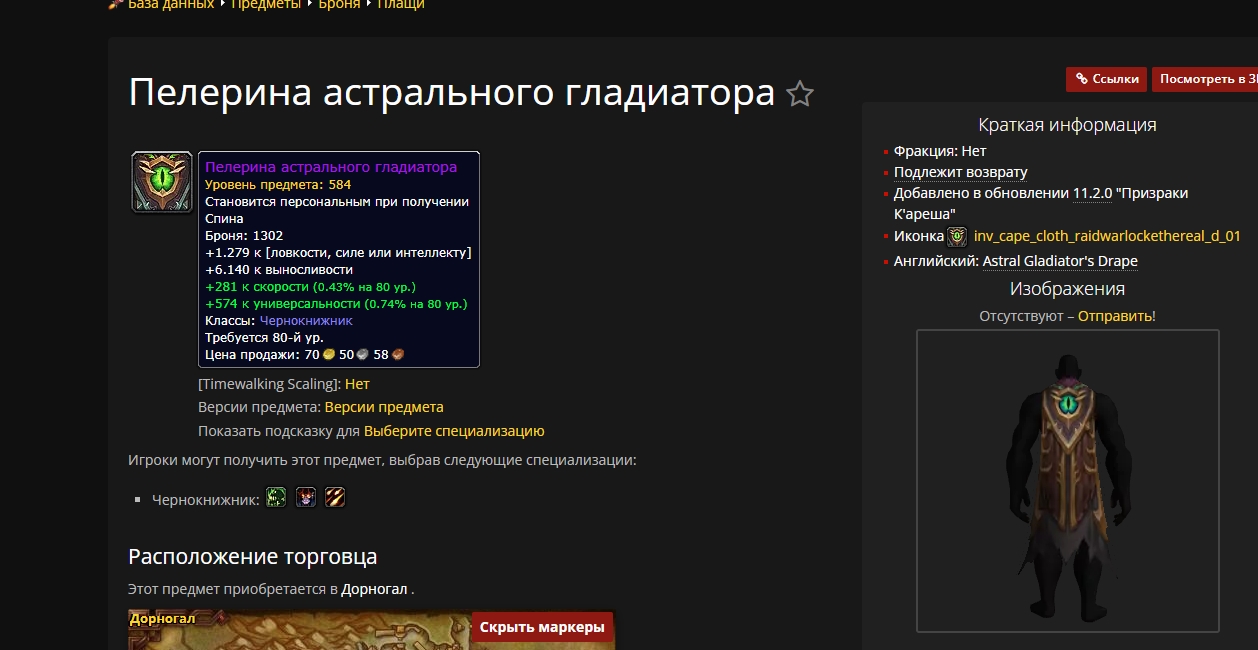 База данных Предметы Броня Плащи
Пелерина астрального гладиатора
Ссылки
Посмотреть в 3
Пелерина астрального гладиатора
Уровень предмета: 584
Становится персональным при получении
Спина
Броня: 1302
+1.279 к [ловкости, силе или интеллекту]
+6.140 к выносливости
+281 к скорости (0.43% на 80 ур.)
+574 к универсальности (0.74% на 80 ур.)
Классы: Чернокнижник
Требуется 80-й ур.
Цена продажи: 70 50 58
[Timewalking Scaling]: Нет
Версии предмета: Версии предмета
Показать подсказку для Выберите специализацию
Игроки могут получить этот предмет, выбрав следующие специализации:
Чернокнижник:
Расположение торговца
Этот предмет приобретается в Дорногал .
Дорногал
Скрыть маркеры
Краткая информация
Фракция: Нет
Подлежит возврату
Добавлено в обновлении 11.2.0 "Призраки
К'ареша"
Иконка inv_cape_cloth_raidwarlockethereal_d_01
Английский: Astral Gladiator's Drape
Изображения
Отсутствуют – Отправить!